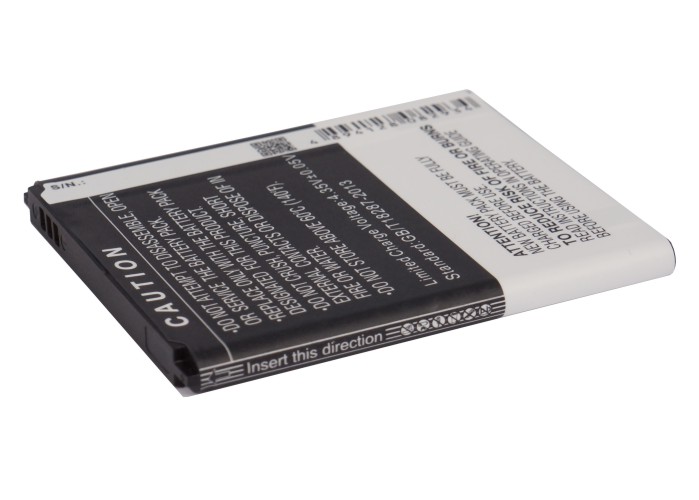 CAUTION
*DO NOT ATTEMPT TO DISASSEMBLE OPEN
OR SERVICE THE BATTERY PACK
*REPLACE ONLY WITH THE BATTERY PACK
DESIGNATED FOR THIS PRODUCT
*DO NOT CRUSH, PUNCTURE, SHORT
EXTERNAL CONTACTS OR DISPOSE OF IN
FIRE OR WATER.
*DO NOT STORE ABOVE 60℃ (140℉),
Limited Charge Voltage:4.35V±0.05V
Standard:GB/T18287-2013
S/N:
ATTENTION!
NEW BATTERY PACK MUST BE FULLY
CHARGED BEFORE USE.
TO REDUCE RISK OF FIRE OR BURNS
READ INSTRUCTIONS IN OPERATING GUIDE
BEFORE USING THE BATTERY.
Insert this direction